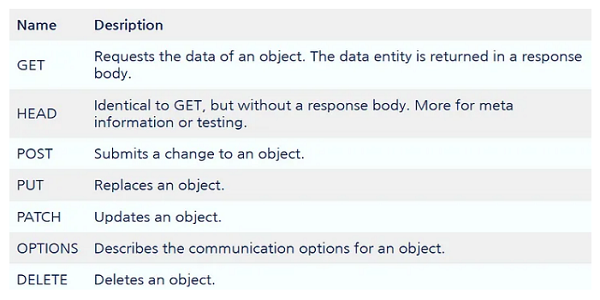 Name Desription
GET Requests the data of an object. The data entity is returned in a response
body.
HEAD Identical to GET, but without a response body. More for meta
information or testing.
POST Submits a change to an object.
PUT Replaces an object.
PATCH Updates an object.
OPTIONS Describes the communication options for an object.
DELETE Deletes an object.